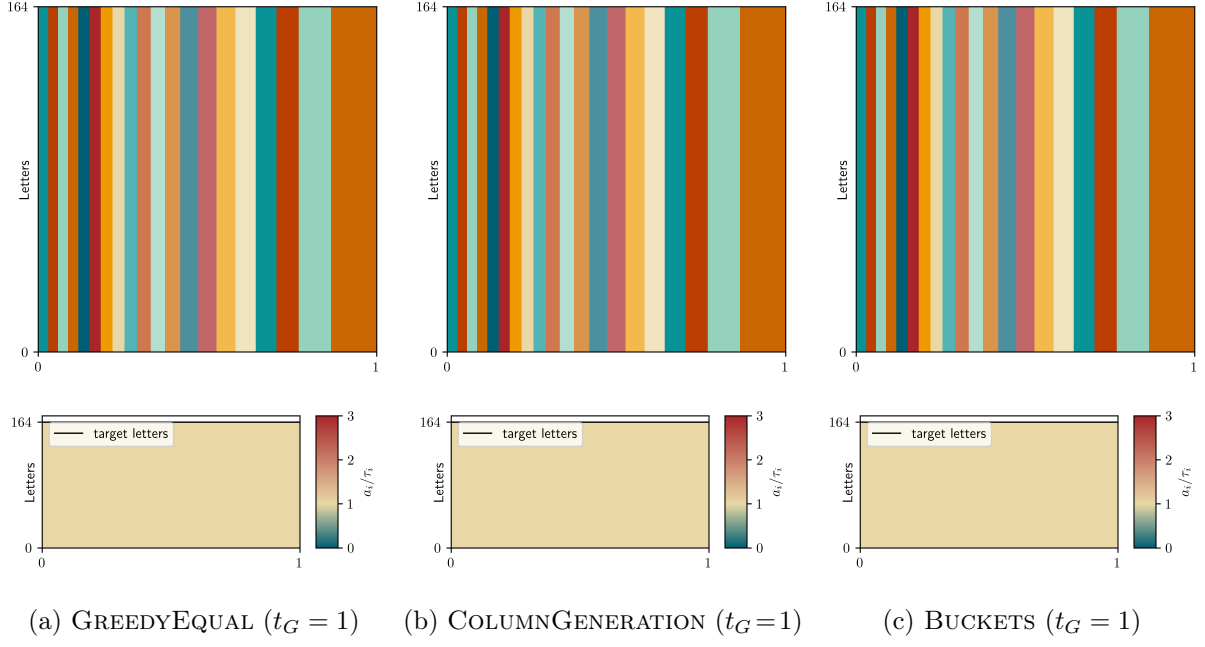 164
Letters
0
0
1
164
Letters
0
0
1
164
Letters
0
0
1
164
target letters
Letters
0
0
1
3
2
1
0
a_i/τ_i
164
target letters
Letters
0
0
1
3
2
1
0
a_i/τ_i
164
target letters
Letters
0
0
1
3
2
1
0
a_i/τ_i
(a) GREEDYEQUAL (t_G = 1)
(b) COLUMNGENERATION (t_G = 1)
(c) BUCKETS (t_G = 1)